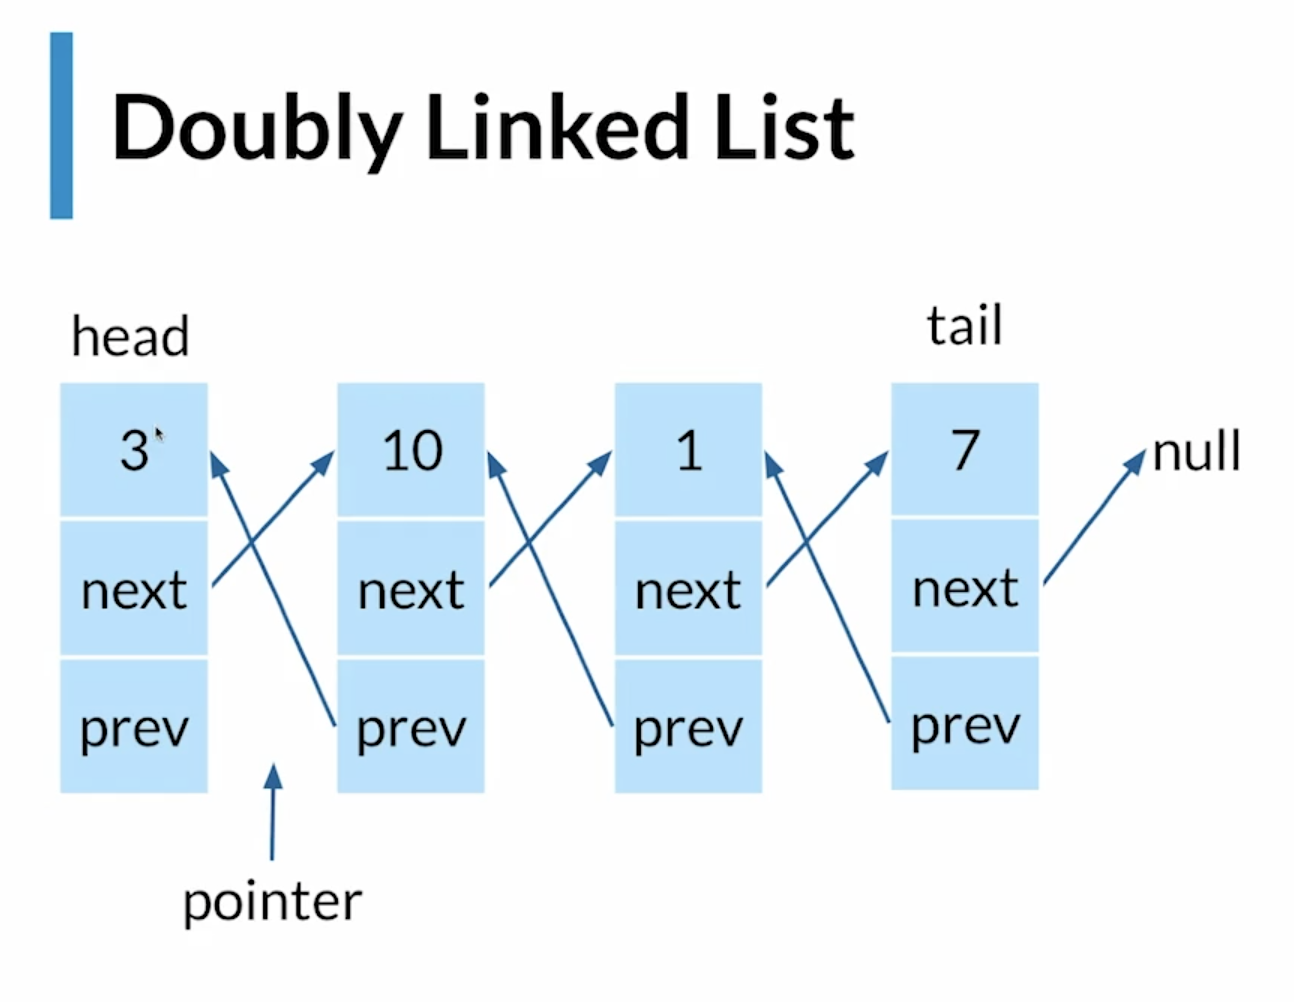 Doubly Linked List
head
tail
3 10 1 7 null
next next next next
prev prev prev prev
pointer